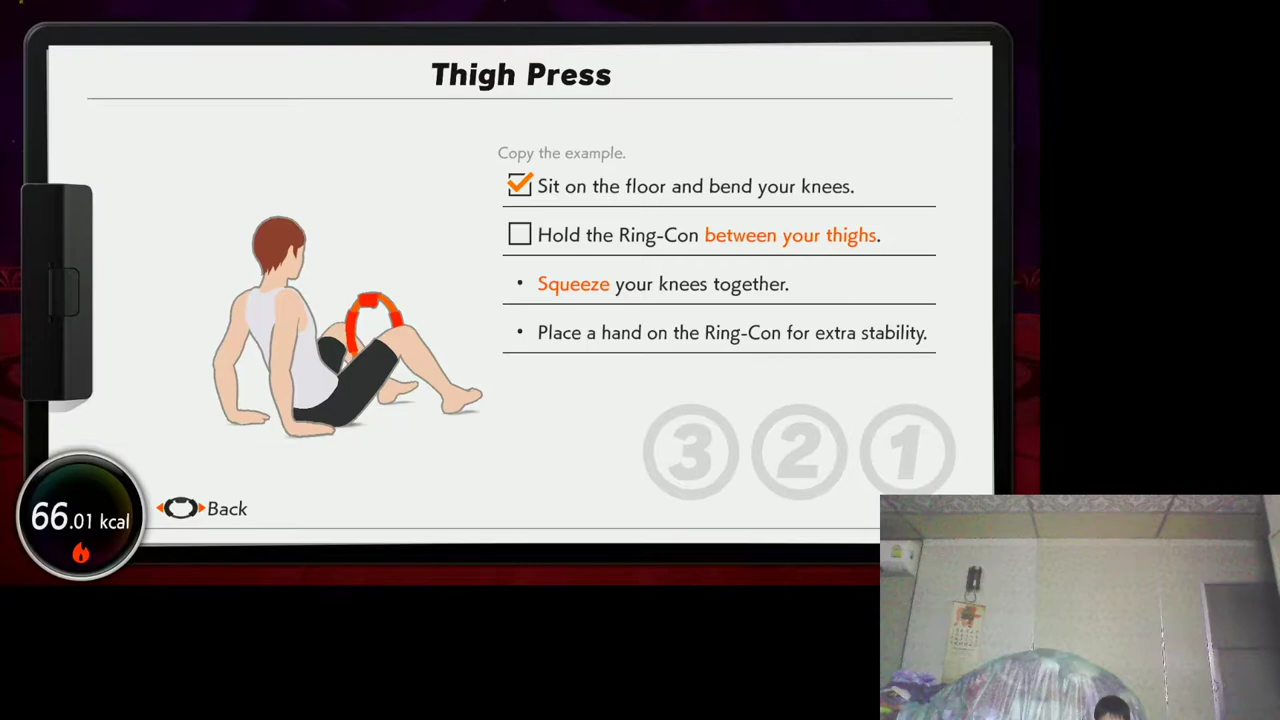 Thigh Press
Copy the example.
Sit on the floor and bend your knees.
Hold the Ring-Con between your thighs.
• Squeeze your knees together.
• Place a hand on the Ring-Con for extra stability.
3 2 1
66.01 kcal
Back